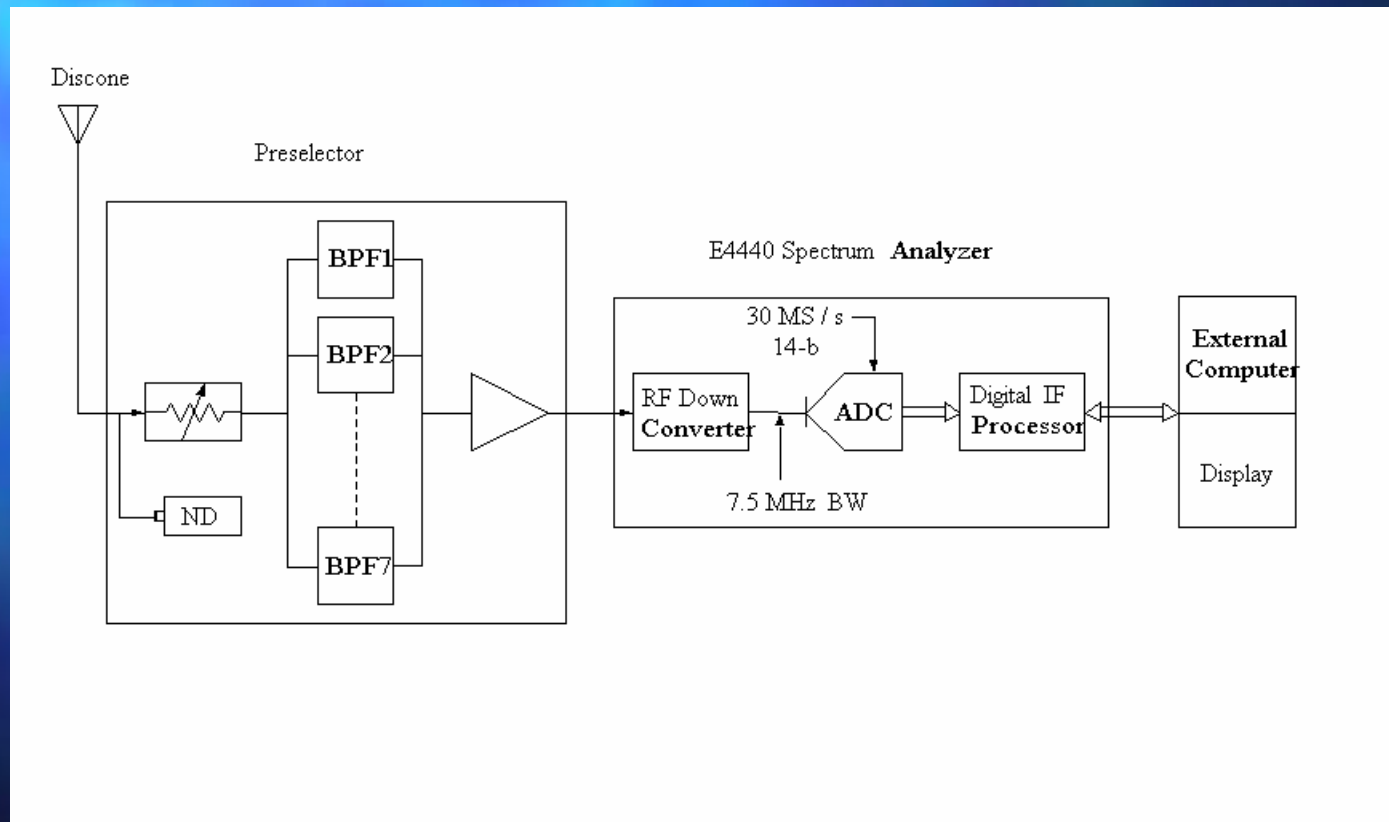 Discone
Preselector
BPF1
BPF2
BPF7
ND
E4440 Spectrum Analyzer
30 MS / s
14-b
RF Down
Converter
ADC
7.5 MHz BW
Digital IF
Processor
External
Computer
Display